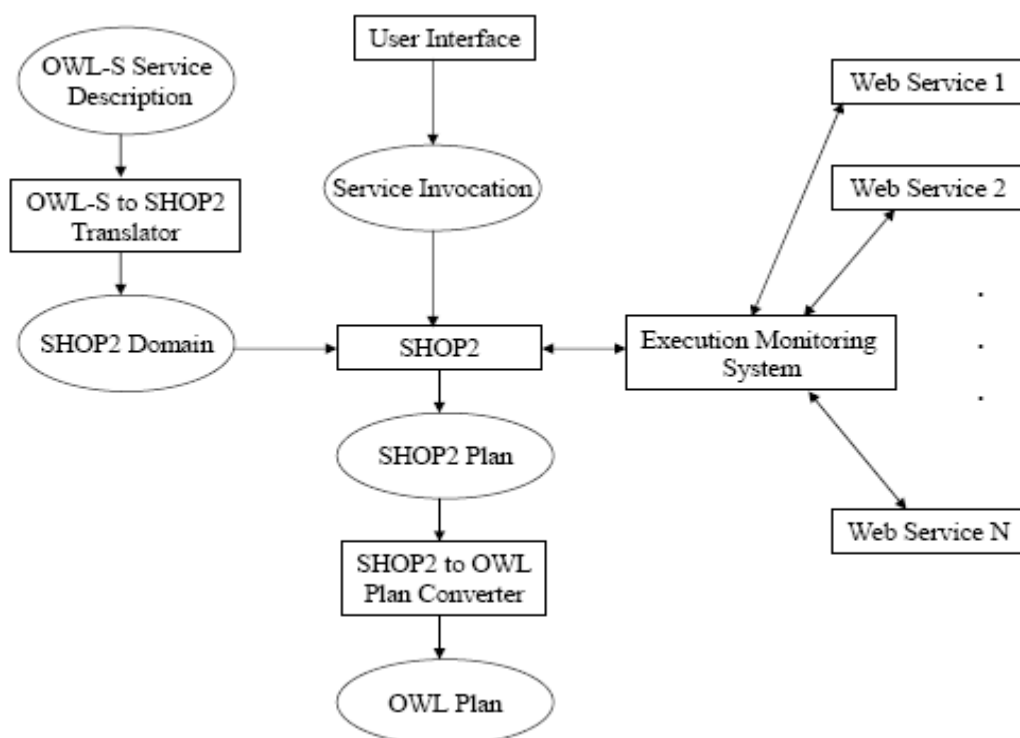 User Interface
OWL-S Service
Description
Web Service 1
Service Invocation
Web Service 2
OWL-S to SHOP2
Translator
SHOP2 Domain
SHOP2
Execution Monitoring
System
SHOP2 Plan
Web Service N
SHOP2 to OWL
Plan Converter
OWL Plan